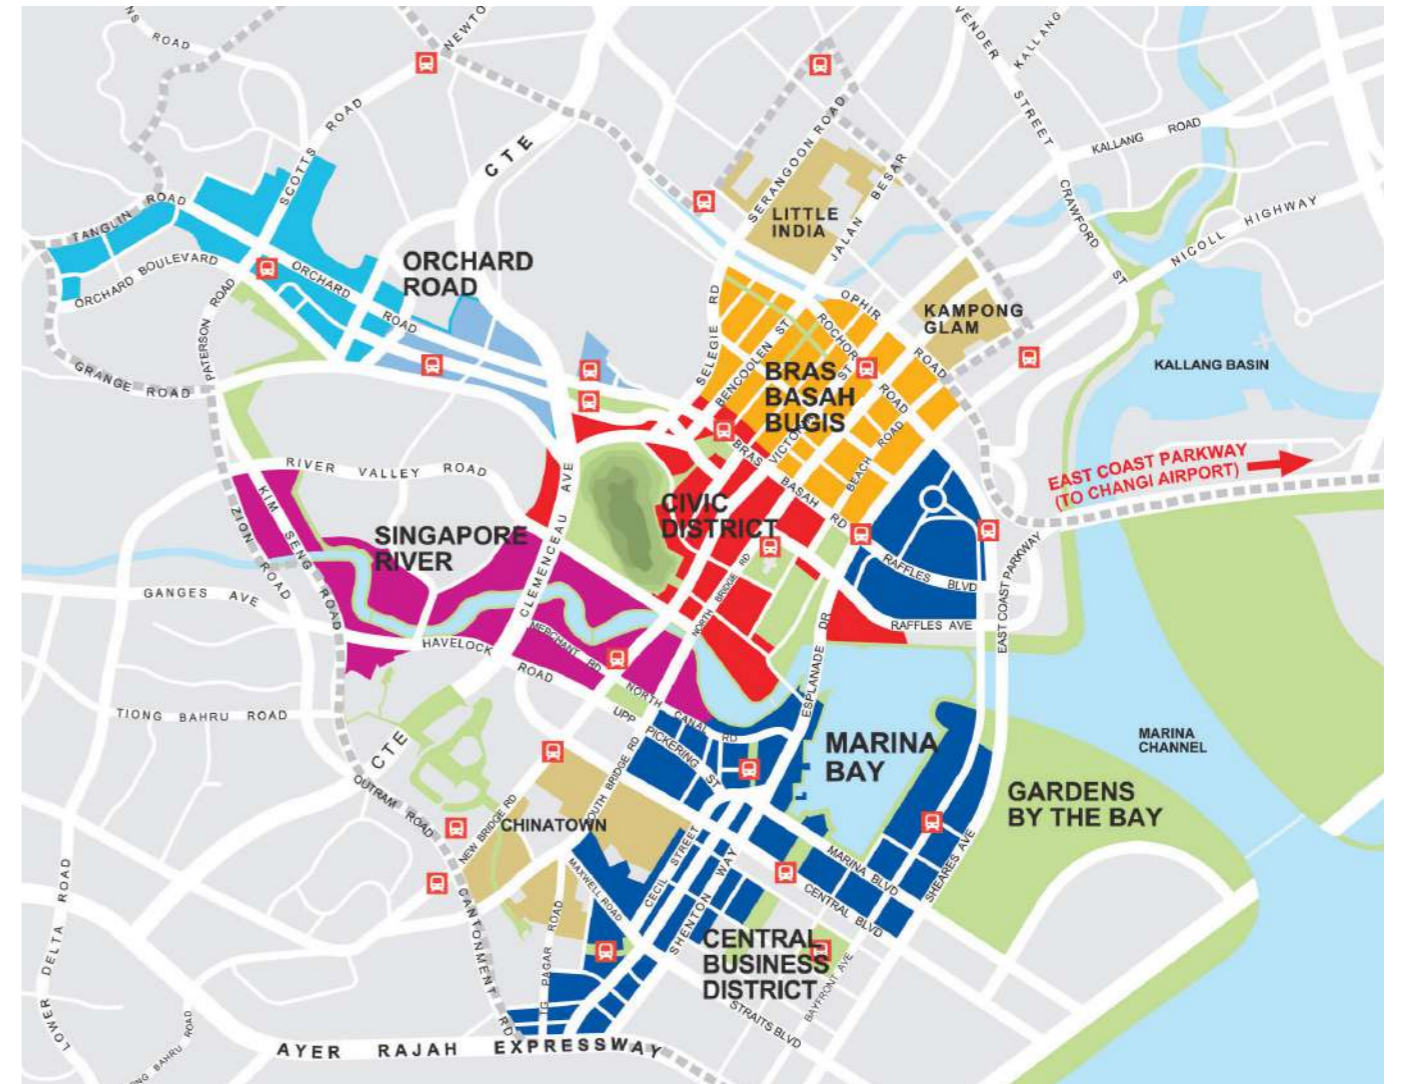 NS
ROAD
NEWTO
VENDER STREET
KALLANG
KALLANG ROAD
CTE
SCOTTS ROAD
SERANGOON ROAD
JALAN BESAR
CRAWFORD ST
NICOLL HIGHWAY
TANGLIN ROAD
LITTLE
INDIA
ORCHARD BOULEVARD
ORCHARD
ROAD
ORCHARD ROAD
PATERSON ROAD
SELEGIE RD
OPHIR ROAD
KAMPONG
GLAM
ROCHOR ROAD
BENCOOLEN ST
KALLANG BASIN
GRANGE ROAD
BRAS
BASAH
BUGIS
VICTORIA ST
BEACH ROAD
BRAS BASAH RD
EAST COAST PARKWAY
(TO CHANGI AIRPORT)
RIVER VALLEY ROAD
KIM SENG ROAD
ZION ROAD
CLEMENCEAU AVE
CIVIC
DISTRICT
SINGAPORE
RIVER
NORTH BRIDGE RD
RAFFLES BLVD
EAST COAST PARKWAY
GANGES AVE
RAFFLES AVE
HAVELOCK ROAD
MERCHANT RD
ESPLANADE DR
NORTH CANAL RD
TIONG BAHRU ROAD
UPP PICKERING ST
CTE
MARINA
BAY
MARINA
CHANNEL
OUTRAM ROAD
SOUTH BRIDGE RD
GARDENS
BY THE BAY
NEW BRIDGE RD
CHINATOWN
CECIL STREET
MAXWELL ROAD
SHENTON WAY
MARINA BLVD
CENTRAL BLVD
SHEARES AVE
LOWER DELTA ROAD
CANTONMENT RD
TG PAGAR ROAD
CENTRAL
BUSINESS
DISTRICT
BAYFRONT AVE
STRAITS BLVD
AYER RAJAH EXPRESSWAY
NG BAHRU ROAD